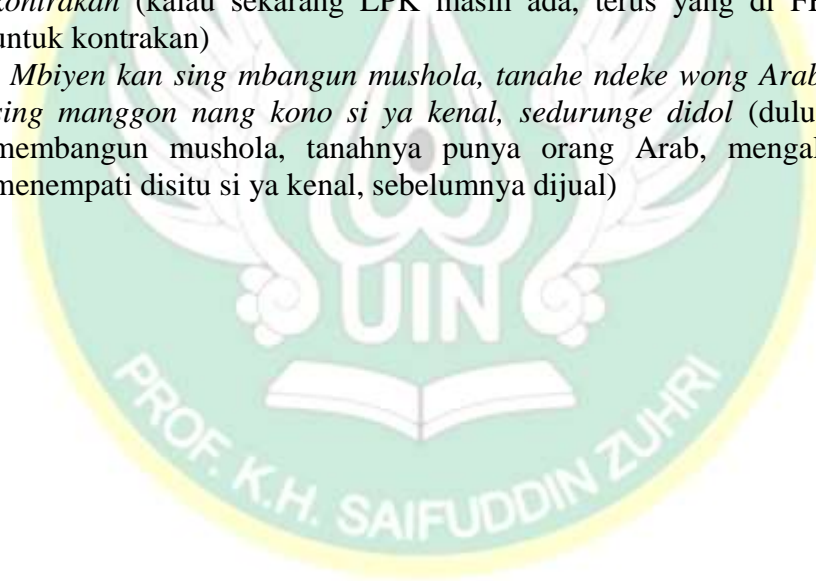 kontrakan (kalau sekarang LPK masih ada, terus yang di
untuk kontrakan)
Mbiyen kan sing mbangun mushola, tanahe ndeke wong Arab
sing manggon nang kono si ya kenal, sedurunge didol (dulu
membangun mushola, tanahnya punya orang Arab,
menempati disitu si ya kenal, sebelumnya dijual)
UIN
PROF. K.H. SAIFUDDIN ZUHRI